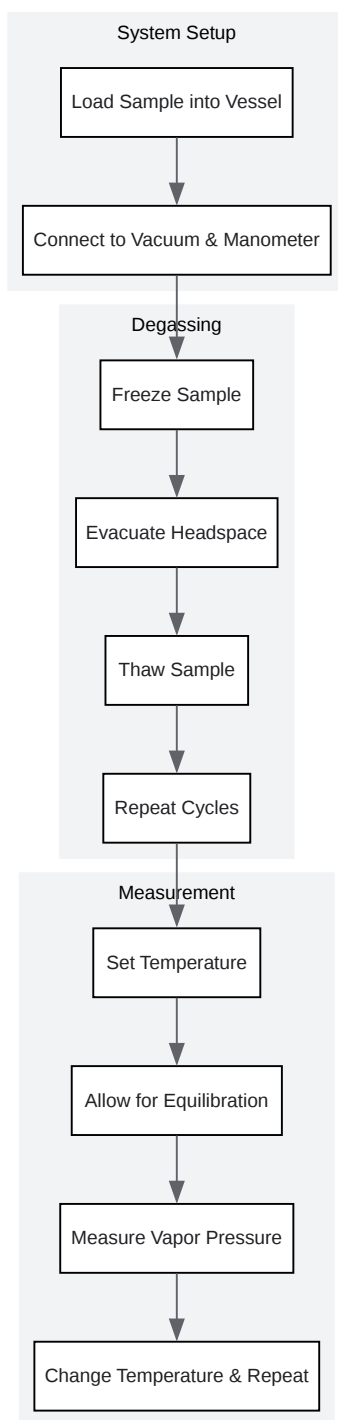 System Setup
Load Sample into Vessel
Connect to Vacuum & Manometer
Degassing
Freeze Sample
Evacuate Headspace
Thaw Sample
Repeat Cycles
Measurement
Set Temperature
Allow for Equilibration
Measure Vapor Pressure
Change Temperature & Repeat